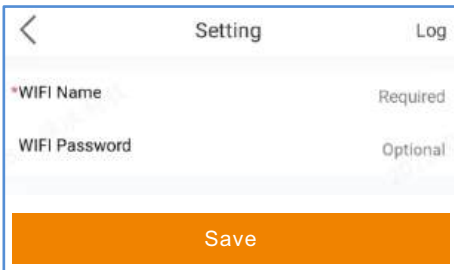 Setting Log
*WIFI Name Required
WIFI Password Optional
Save